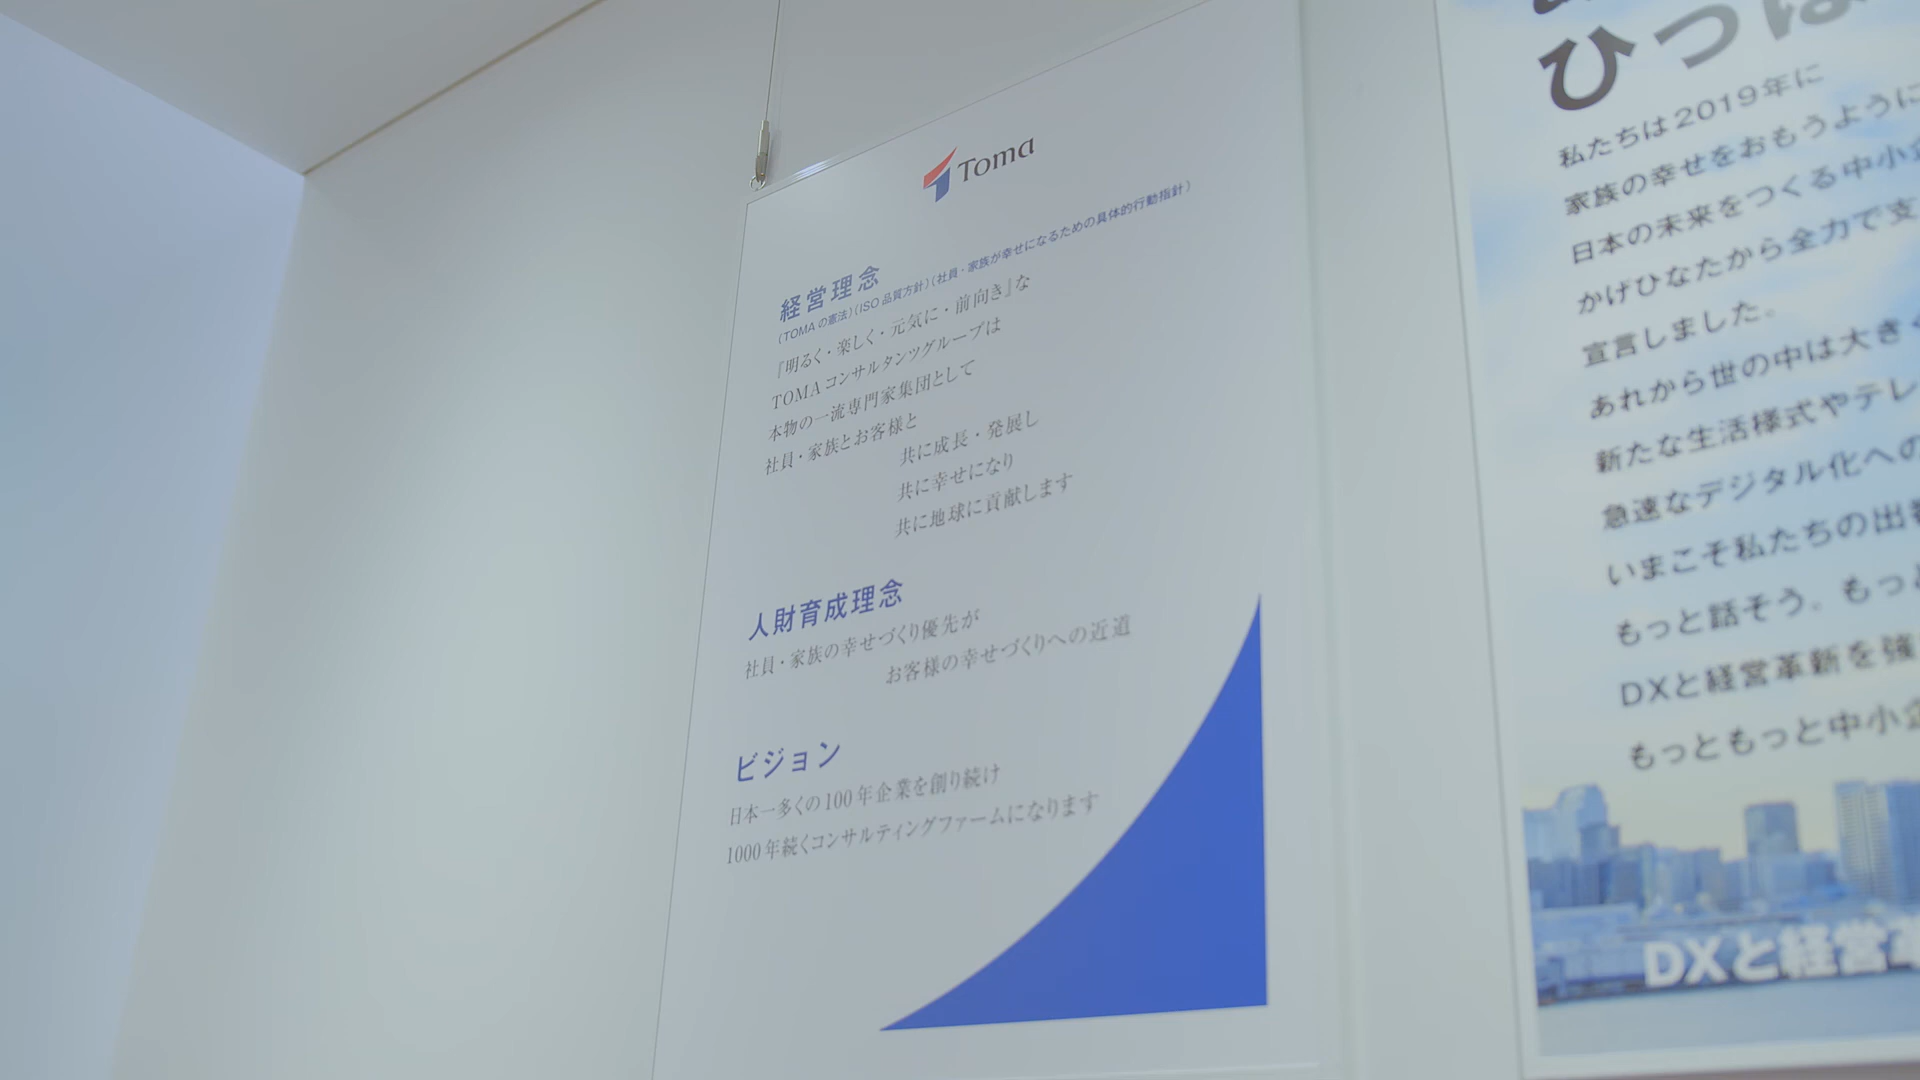 Toma
経営理念
(TOMAの憲法)(ISO品質方針)(社員・家族が幸せになるための具体的行動指針)
『明るく・楽しく・元気に・前向き』な
TOMAコンサルタンツグループは
本物の一流専門家集団として
社員・家族とお客様と
共に成長・発展し
共に幸せになり
共に地球に貢献します
人財育成理念
社員・家族の幸せづくり優先が
お客様の幸せづくりへの近道
ビジョン
日本一多くの100年企業を創り続け
1000年続くコンサルティングファームになります
ひっぱ
私たちは2019年に
家族の幸せをおもうように
日本の未来をつくる中小企
かげひなたから全力で支
宣言しました。
あれから世の中は大き
新たな生活様式やテレ
急速なデジタル化への
いまこそ私たちの出番
もっと話そう。もっと
DXと経営革新を強
もっともっと中小企
DXと経営革